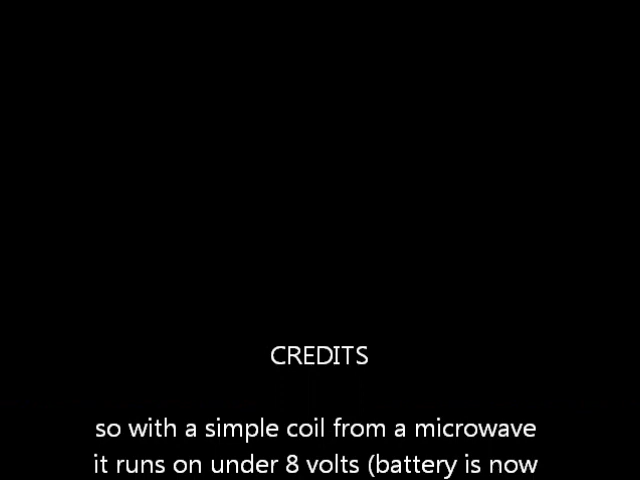 CREDITS
so with a simple coil from a microwave
it runs on under 8 volts (battery is now